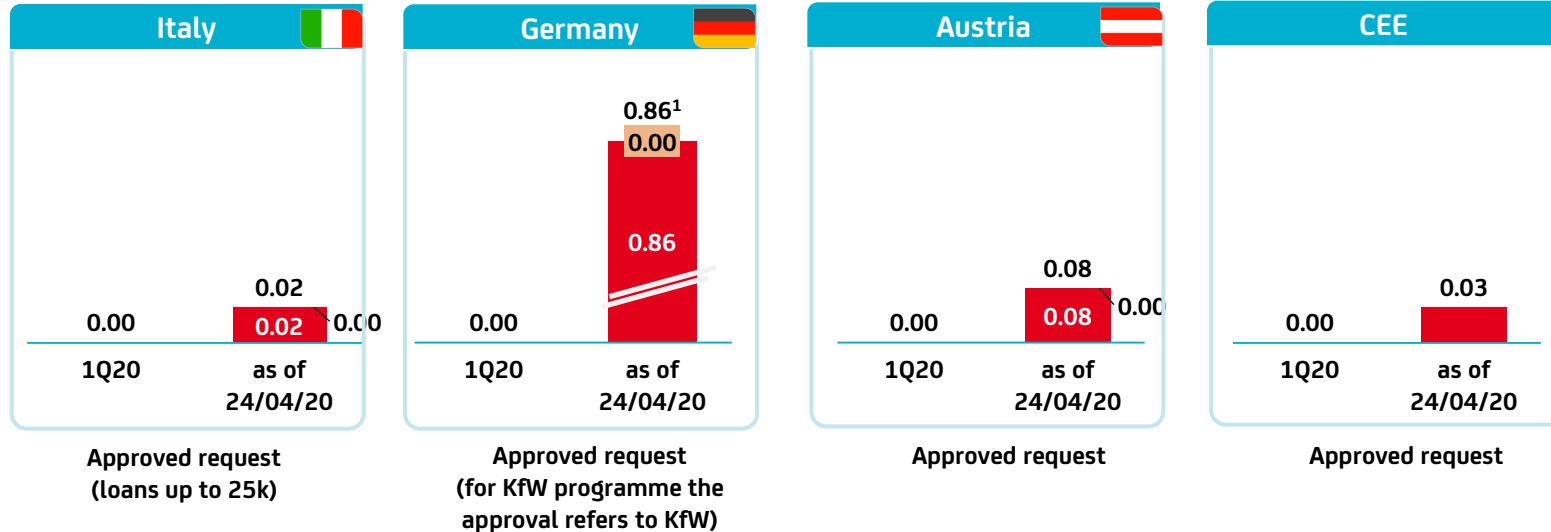 Italy
0.02
0.00
0.02
0.00
1Q20
as of
24/04/20
Approved request
(loans up to 25k)
Germany
0.86¹
0.00
0.86
0.00
1Q20
as of
24/04/20
Approved request
(for KfW programme the
approval refers to KfW)
Austria
0.08
0.00
0.08
0.00
1Q20
as of
24/04/20
Approved request
CEE
0.03
0.00
1Q20
as of
24/04/20
Approved request